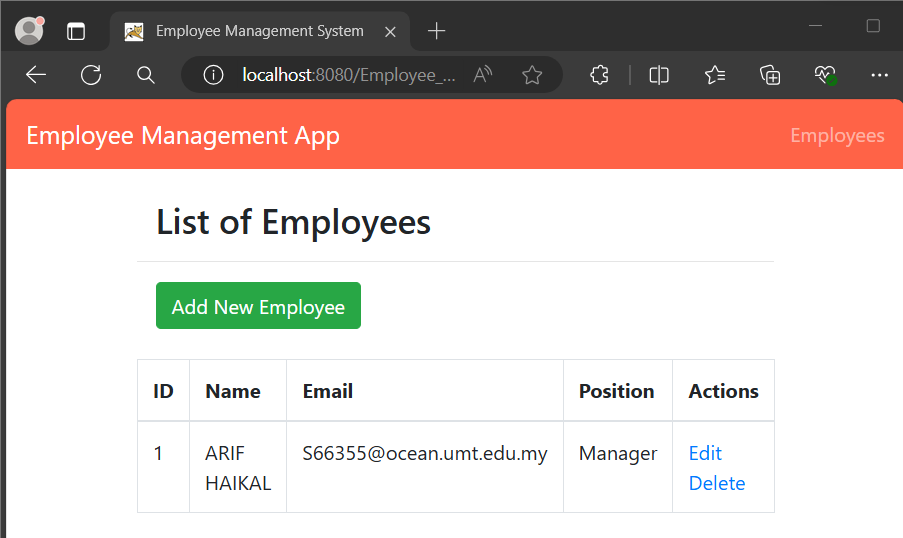 Employee Management System
localhost:8080/Employee_...
Employee Management App
Employees
List of Employees
Add New Employee
ID Name Email Position Actions
1 ARIF S66355@ocean.umt.edu.my Manager Edit
HAIKAL Delete